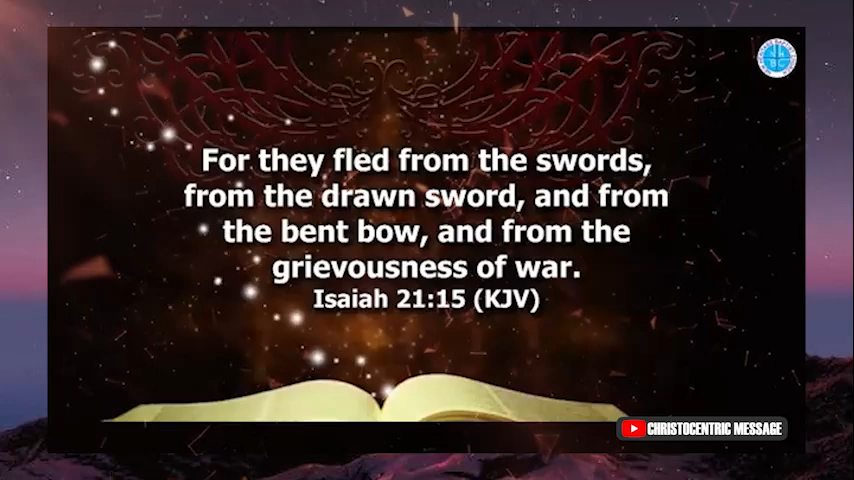 For they fled from the swords,
from the drawn sword, and from
the bent bow, and from the
grievousness of war.
Isaiah 21:15 (KJV)
CHRISTOCENTRIC MESSAGE